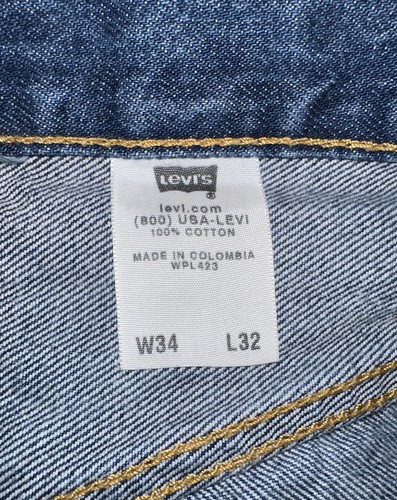 Levi's
®
levi.com
(800) USA-LEVI
100% COTTON
MADE IN COLOMBIA
WPL423
W34 L32